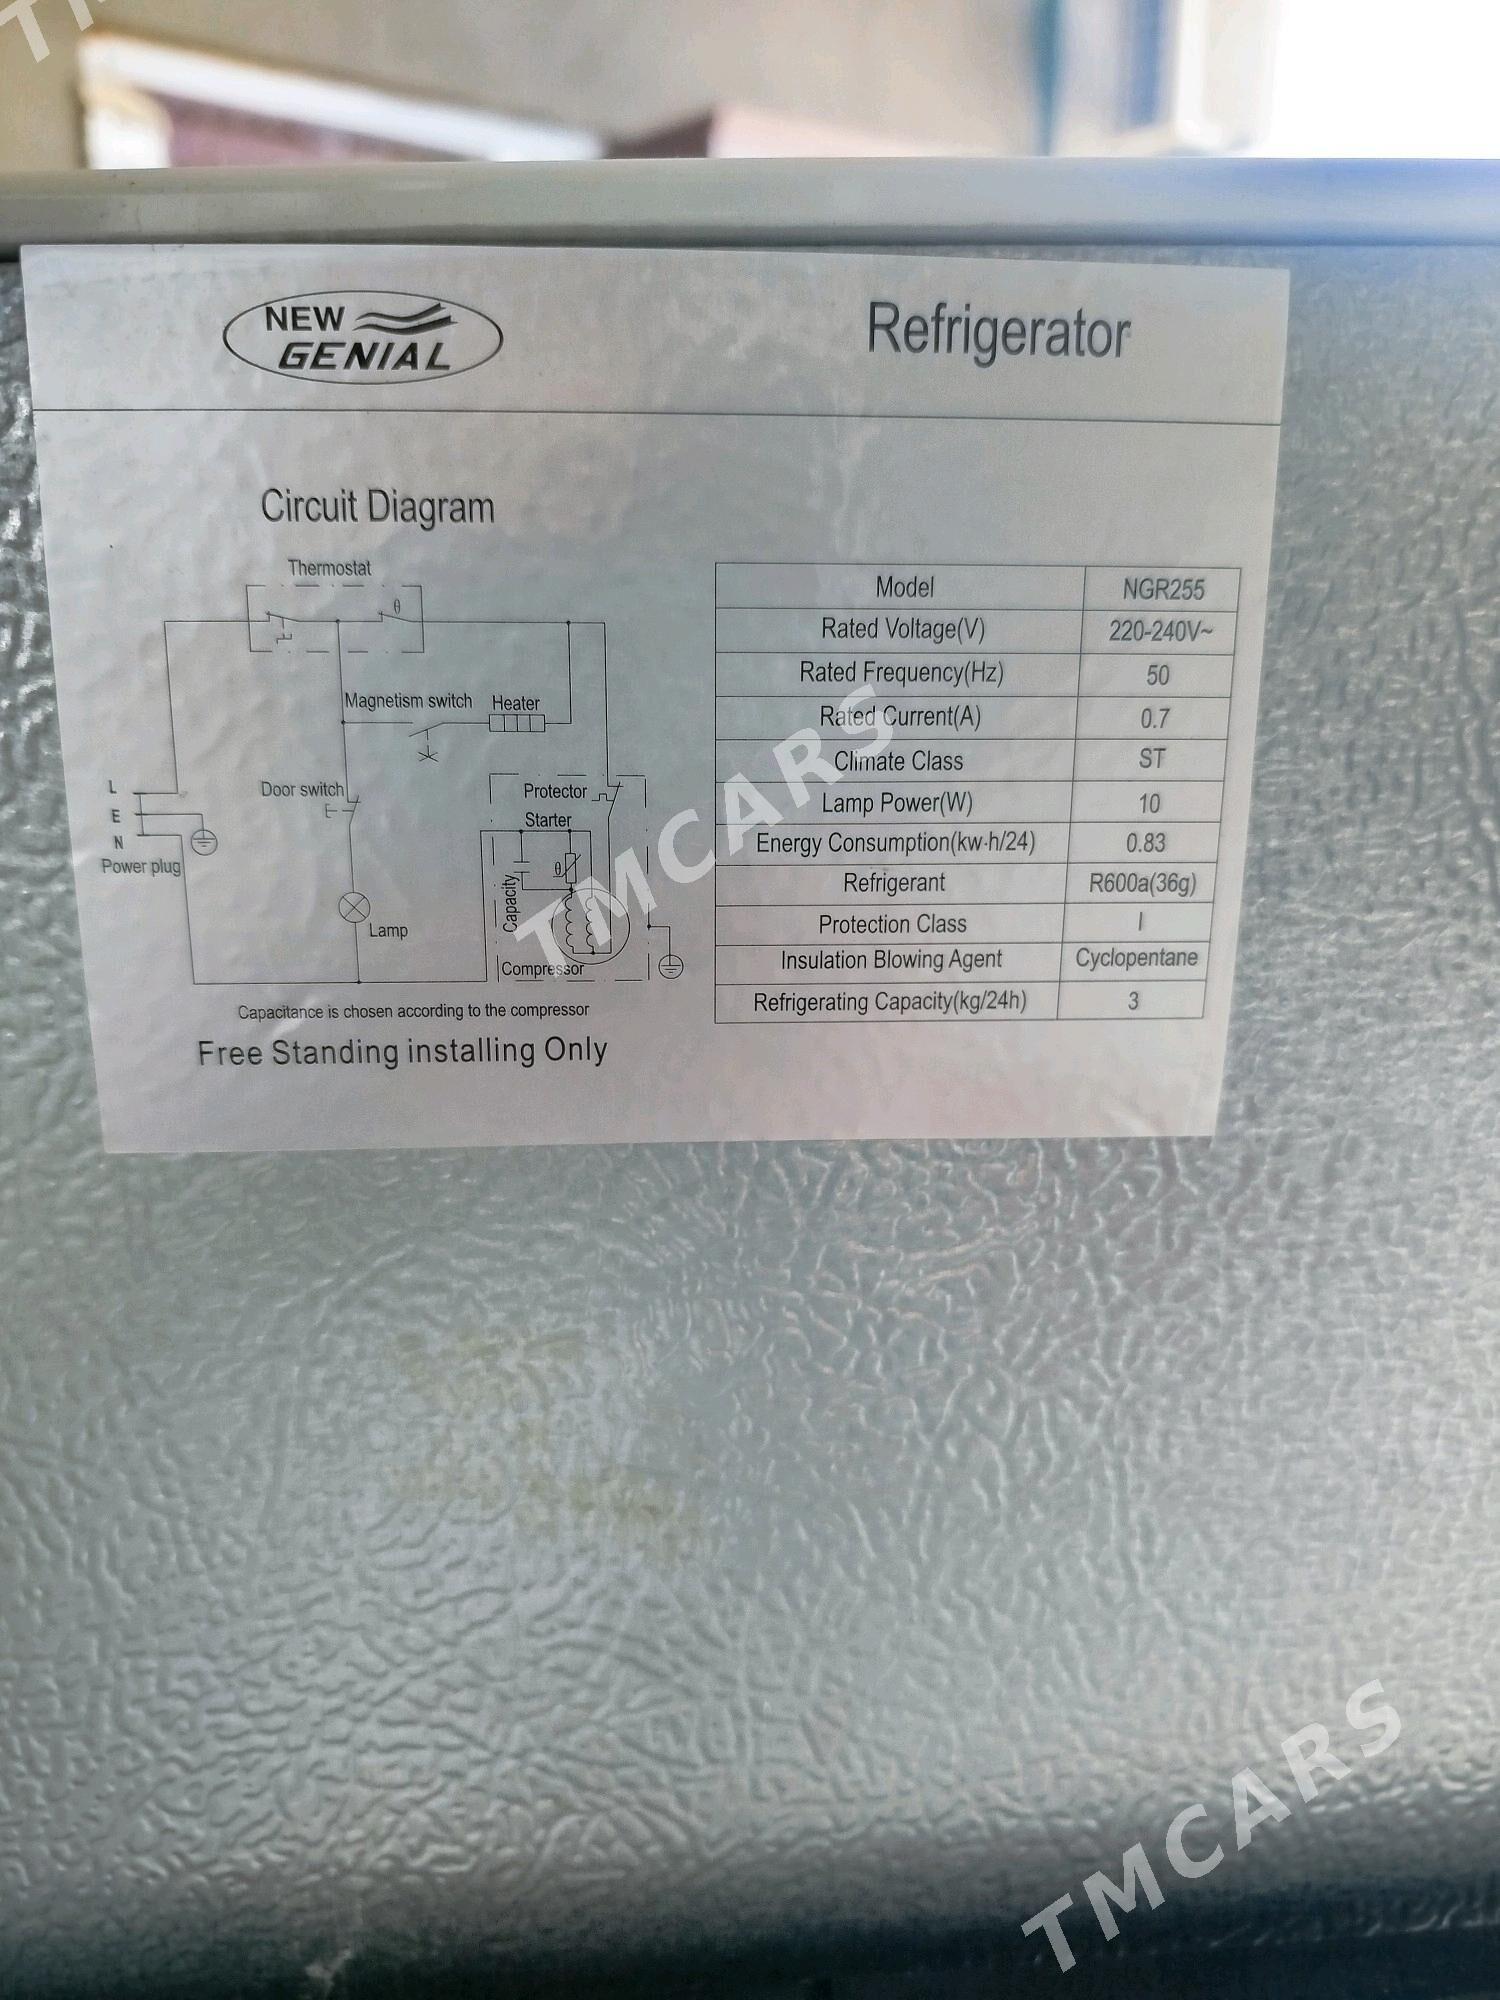 NEW
GENIAL
Refrigerator
Circuit Diagram
Thermostat
θ
Magnetism switch
Heater
Door switch
L
E
N
Power plug
Lamp
Protector
Starter
θ
Capacity
Compressor
Capacitance is chosen according to the compressor
Free Standing installing Only
Model NGR255
Rated Voltage(V) 220-240V~
Rated Frequency(Hz) 50
Rated Current(A) 0.7
Climate Class ST
Lamp Power(W) 10
Energy Consumption(kw·h/24) 0.83
Refrigerant R600a(36g)
Protection Class I
Insulation Blowing Agent Cyclopentane
Refrigerating Capacity(kg/24h) 3
TMCARS
TMCARS